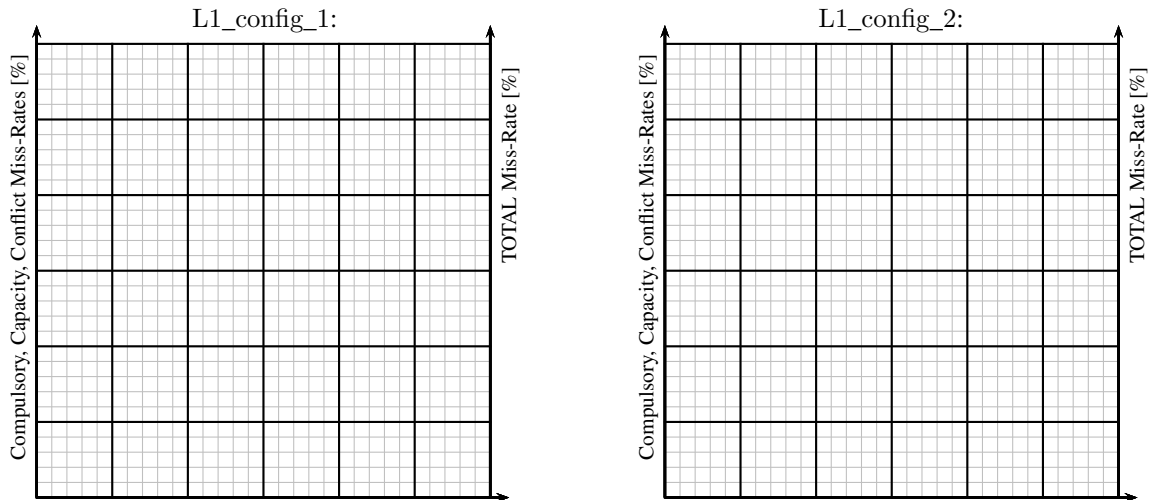 L1_config_1:
Compulsory, Capacity, Conflict Miss-Rates [%]
TOTAL Miss-Rate [%]
L1_config_2:
Compulsory, Capacity, Conflict Miss-Rates [%]
TOTAL Miss-Rate [%]